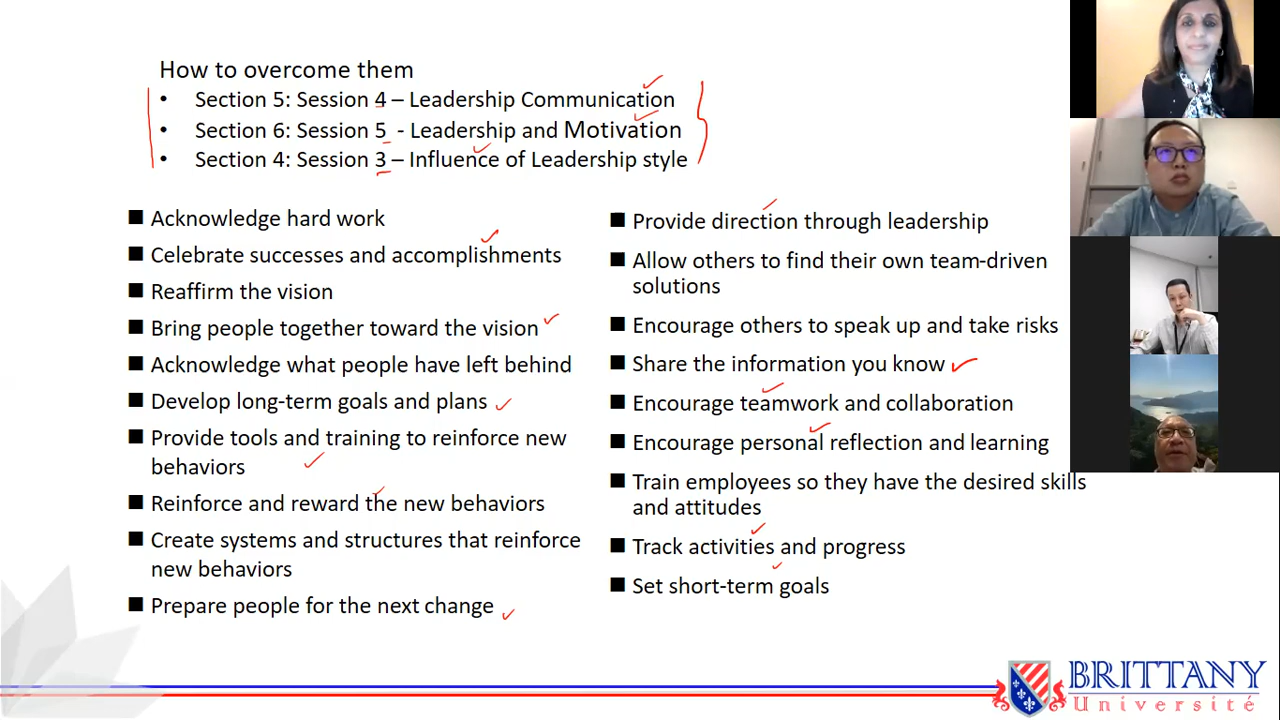 How to overcome them
• Section 5: Session 4 – Leadership Communication
• Section 6: Session 5 - Leadership and Motivation
• Section 4: Session 3 – Influence of Leadership style
■ Acknowledge hard work
■ Celebrate successes and accomplishments
■ Reaffirm the vision
■ Bring people together toward the vision
■ Acknowledge what people have left behind
■ Develop long-term goals and plans
■ Provide tools and training to reinforce new
behaviors
■ Reinforce and reward the new behaviors
■ Create systems and structures that reinforce
new behaviors
■ Prepare people for the next change
■ Provide direction through leadership
■ Allow others to find their own team-driven
solutions
■ Encourage others to speak up and take risks
■ Share the information you know
■ Encourage teamwork and collaboration
■ Encourage personal reflection and learning
■ Train employees so they have the desired skills
and attitudes
■ Track activities and progress
■ Set short-term goals
BRITTANY
Université